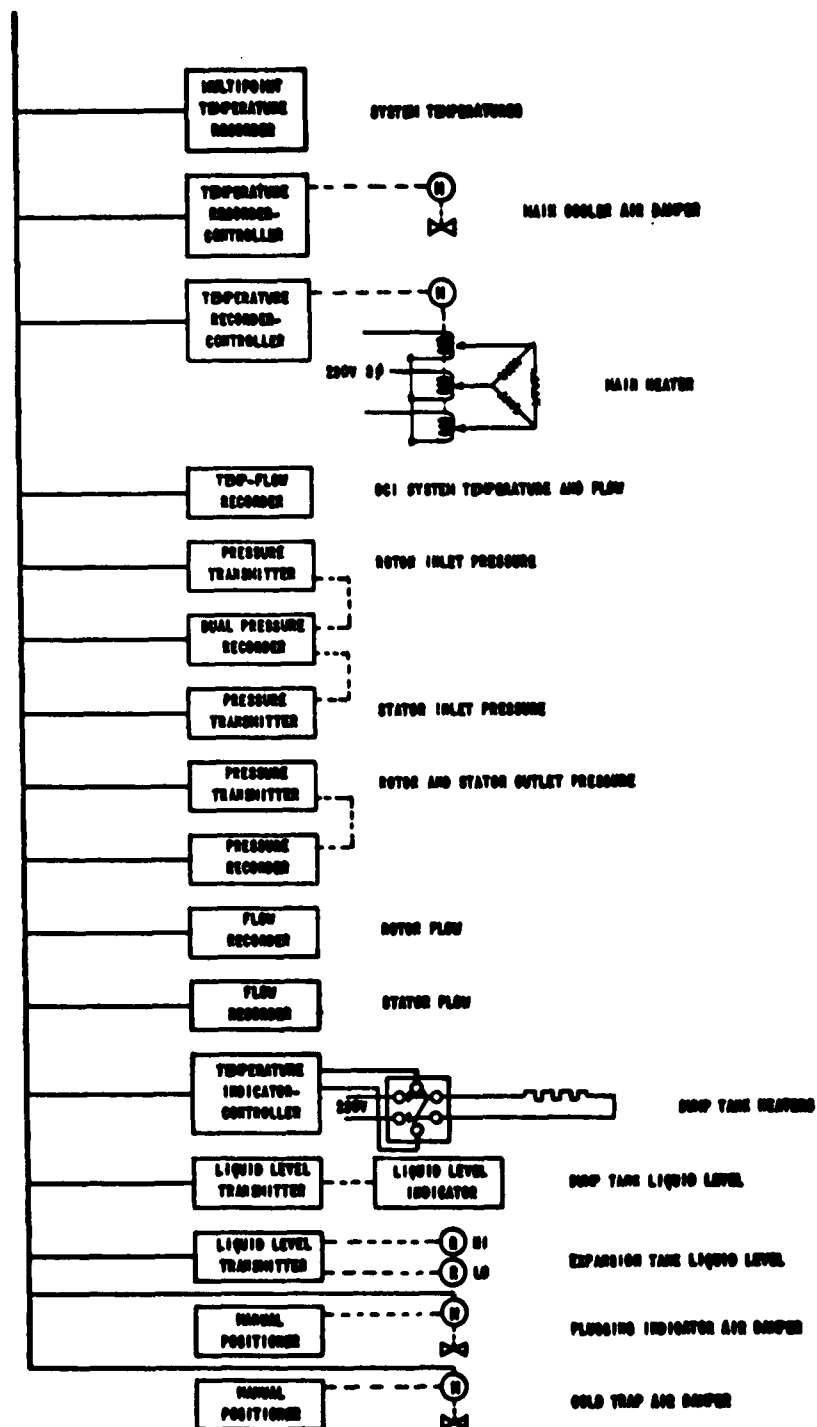 MULTIPOINT
TEMPERATURE
RECORDER
SYSTEM TEMPERATURES
TEMPERATURE
RECORDER-
CONTROLLER
M
MAIN COOLER AIR DAMPER
TEMPERATURE
RECORDER-
CONTROLLER
M
230V 3∮
MAIN HEATER
TEMP-FLOW
RECORDER
SYSTEM TEMPERATURE AND FLOW
PRESSURE
TRANSMITTER
ROTOR INLET PRESSURE
DUAL PRESSURE
RECORDER
PRESSURE
TRANSMITTER
STATOR INLET PRESSURE
PRESSURE
TRANSMITTER
ROTOR AND STATOR OUTLET PRESSURE
PRESSURE
RECORDER
FLOW
RECORDER
ROTOR FLOW
FLOW
RECORDER
STATOR FLOW
TEMPERATURE
INDICATOR-
CONTROLLER
230V
DUMP TANK HEATERS
LIQUID LEVEL
TRANSMITTER
LIQUID LEVEL
INDICATOR
DUMP TANK LIQUID LEVEL
LIQUID LEVEL
TRANSMITTER
R HI
R LO
EXPANSION TANK LIQUID LEVEL
MANUAL
POSITIONER
M
PLUGGING INDICATOR AIR DAMPER
MANUAL
POSITIONER
M
COLD TRAP AIR DAMPER